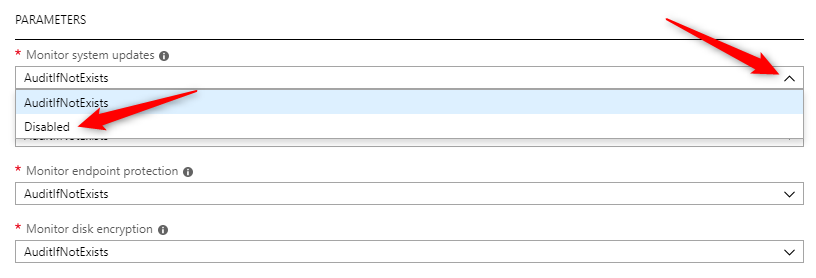 PARAMETERS
* Monitor system updates
AuditIfNotExists
AuditIfNotExists
Disabled
* Monitor endpoint protection
AuditIfNotExists
* Monitor disk encryption
AuditIfNotExists